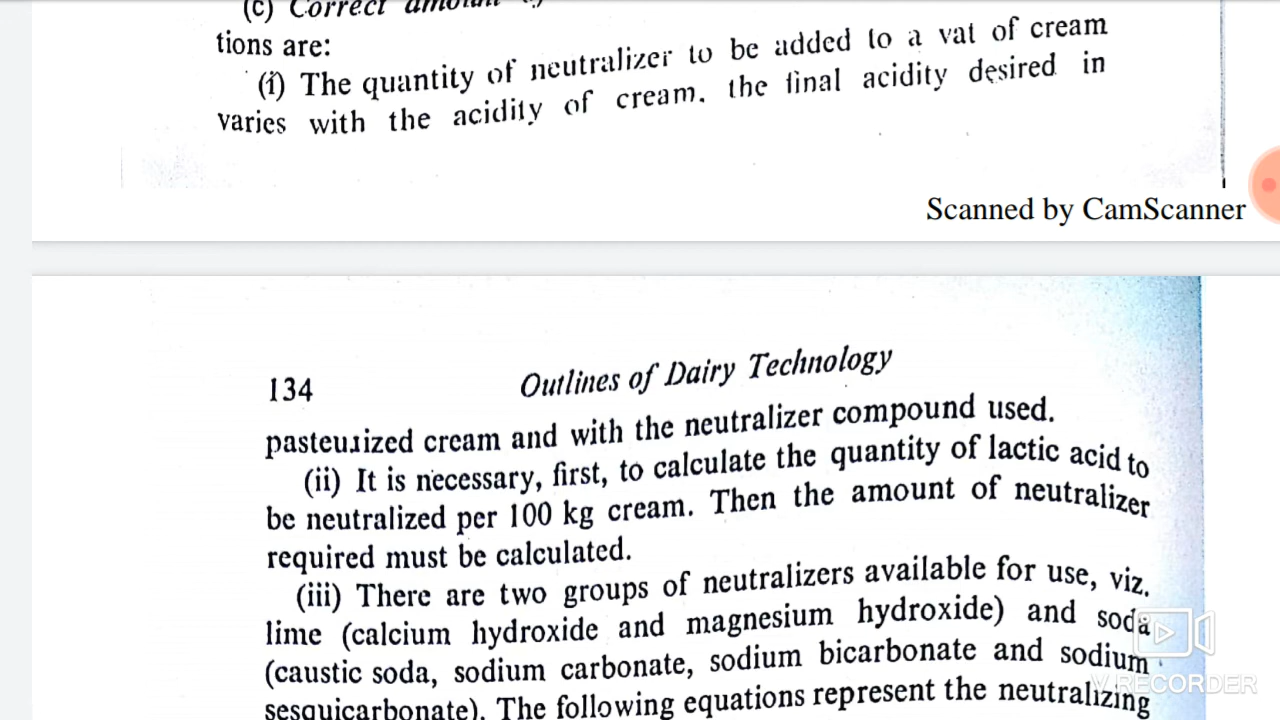 (c) Correct
tions are:
(i) The quantity of neutralizer to be added to a vat of cream
varies with the acidity of cream. the final acidity desired in
Scanned by CamScanner
134
Outlines of Dairy Technology
pasteurized cream and with the neutralizer compound used.
(ii) It is necessary, first, to calculate the quantity of lactic acid to
be neutralized per 100 kg cream. Then the amount of neutralizer
required must be calculated.
(iii) There are two groups of neutralizers available for use, viz.
lime (calcium hydroxide and magnesium hydroxide) and soda
(caustic soda, sodium carbonate, sodium bicarbonate and sodium
sesquicarbonate). The following equations represent the neutralizing
V RECORDER